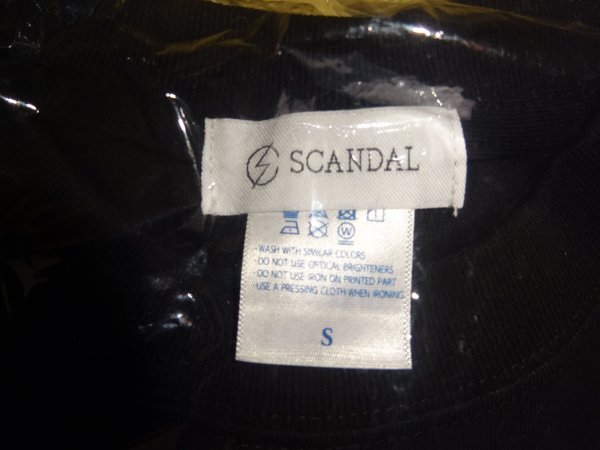 SCANDAL
W
· WASH WITH SIMILAR COLORS
· DO NOT USE OPTICAL BRIGHTENERS
· DO NOT USE IRON ON PRINTED PART
· USE A PRESSING CLOTH WHEN IRONING
S